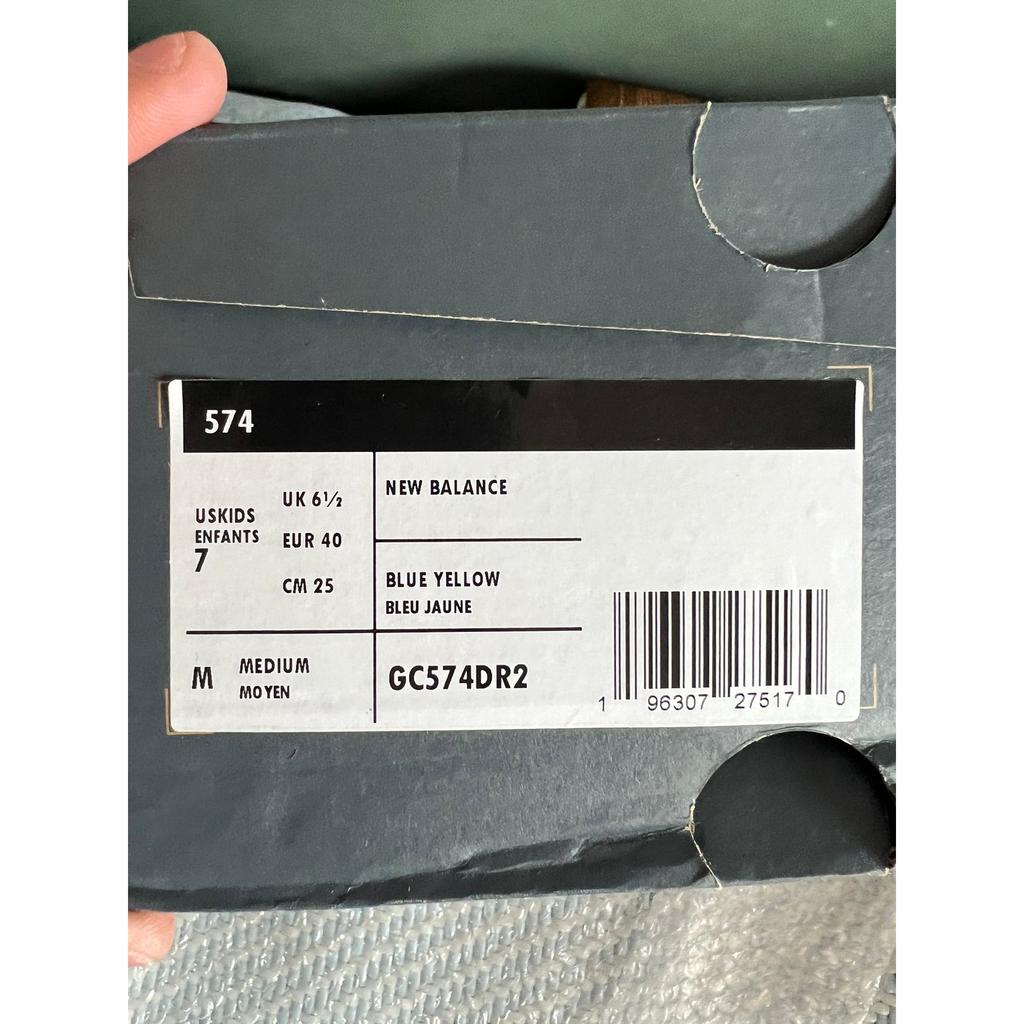 574
USKIDS
ENFANTS
7
UK 6½
EUR 40
CM 25
NEW BALANCE
BLUE YELLOW
BLEU JAUNE
M
MEDIUM
MOYEN
GC574DR2
1 96307 27517 0